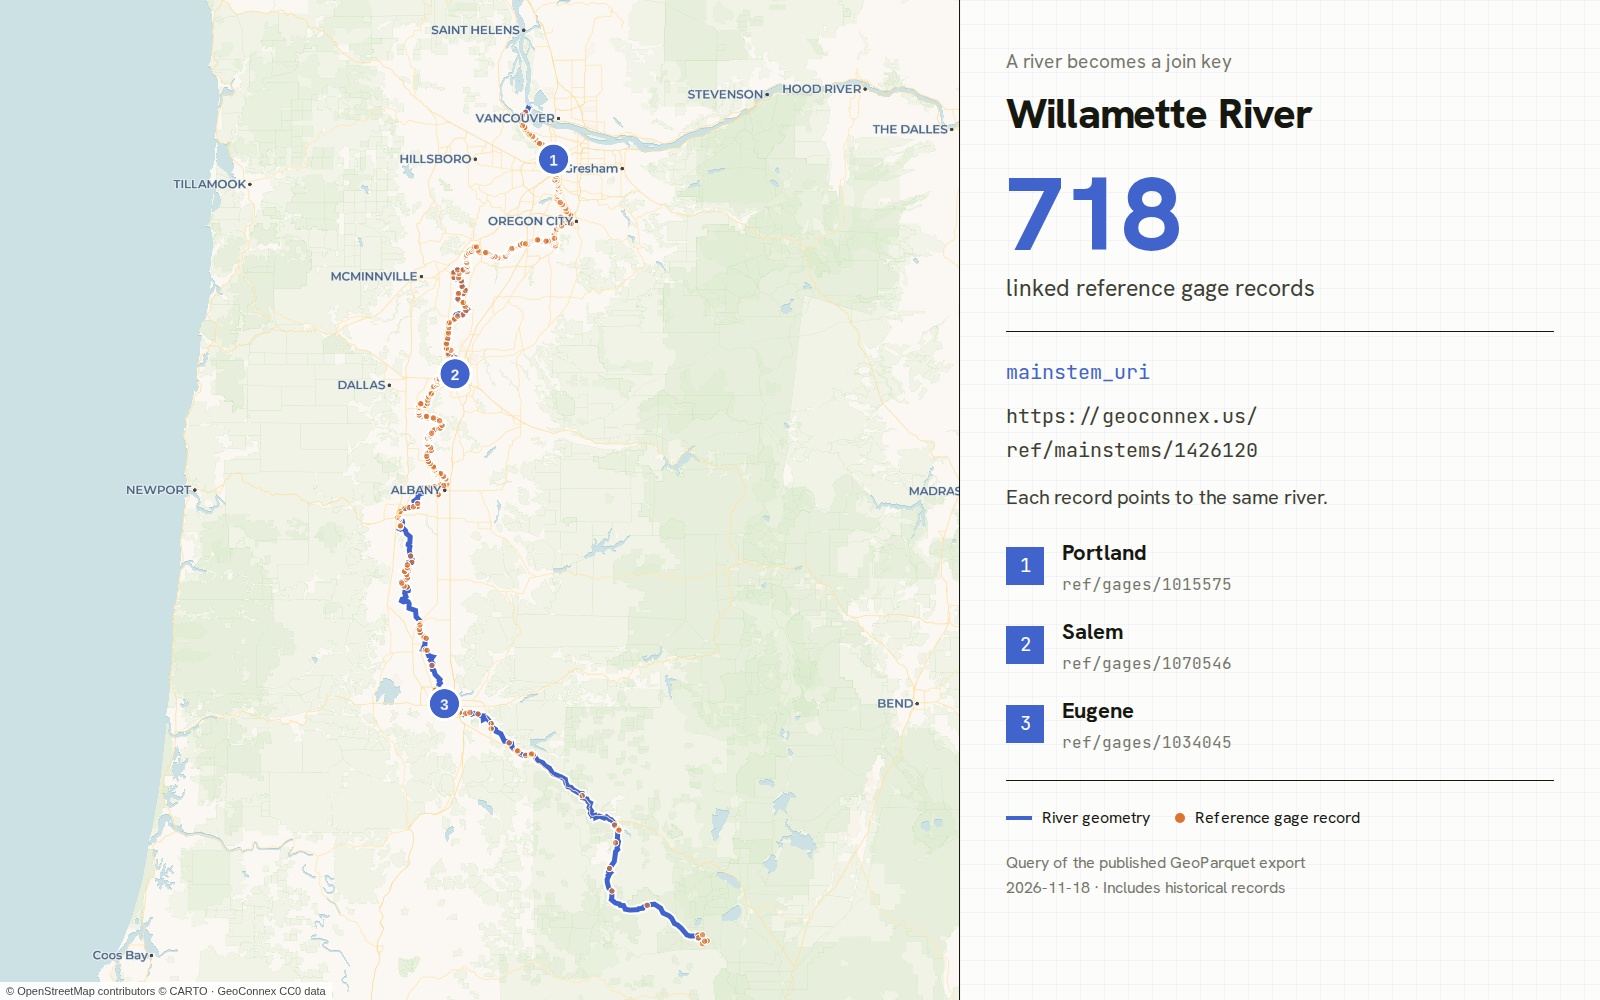 SAINT HELENS
STEVENSON
HOOD RIVER
VANCOUVER
THE DALLES
HILLSBORO
1
Gresham
TILLAMOOK
OREGON CITY
MCMINNVILLE
2
DALLAS
NEWPORT
ALBANY
MADRAS
3
BEND
Coos Bay
© OpenStreetMap contributors © CARTO · GeoConnex CC0 data
A river becomes a join key
Willamette River
718
linked reference gage records
mainstem_uri
https://geoconnex.us/
ref/mainstems/1426120
Each record points to the same river.
1
Portland
ref/gages/1015575
2
Salem
ref/gages/1070546
3
Eugene
ref/gages/1034045
River geometry
Reference gage record
Query of the published GeoParquet export
2026-11-18 · Includes historical records